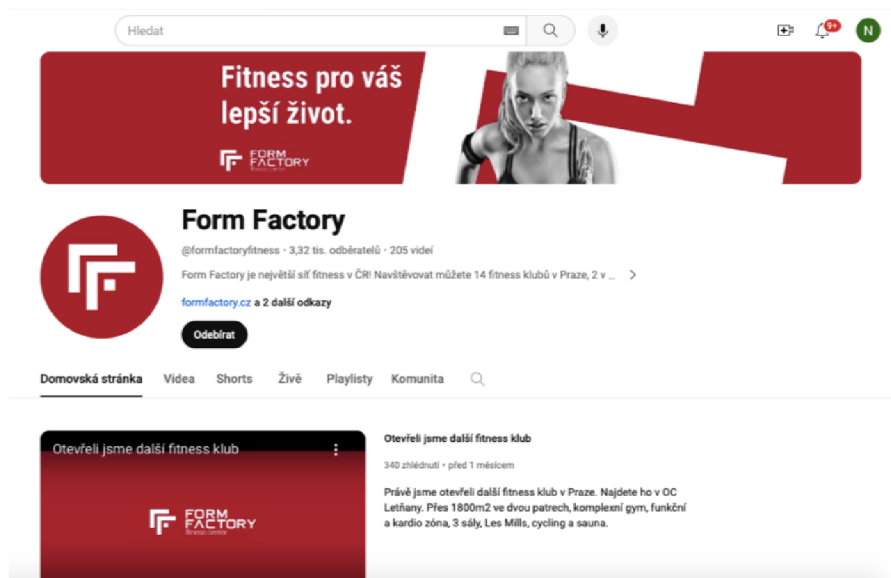 Hledat
9+
N
Fitness pro váš
lepší život.
FORM
FACTORY
fitness center
Form Factory
@formfactoryfitness · 3,32 tis. odběratelů · 205 videí
Form Factory je největší síť fitness v ČR! Navštěvovat můžete 14 fitness klubů v Praze, 2 v ...
formfactory.cz a 2 další odkazy
Odebírat
Domovská stránka Videa Shorts Živě Playlisty Komunita
Otevřeli jsme další fitness klub
FORM
FACTORY
fitness center
Otevřeli jsme další fitness klub
340 zhlédnutí · před 1 měsícem
Právě jsme otevřeli další fitness klub v Praze. Najdete ho v OC
Letňany. Přes 1800m2 ve dvou patrech, komplexní gym, funkční
a kardio zóna, 3 sály, Les Mills, cycling a sauna.